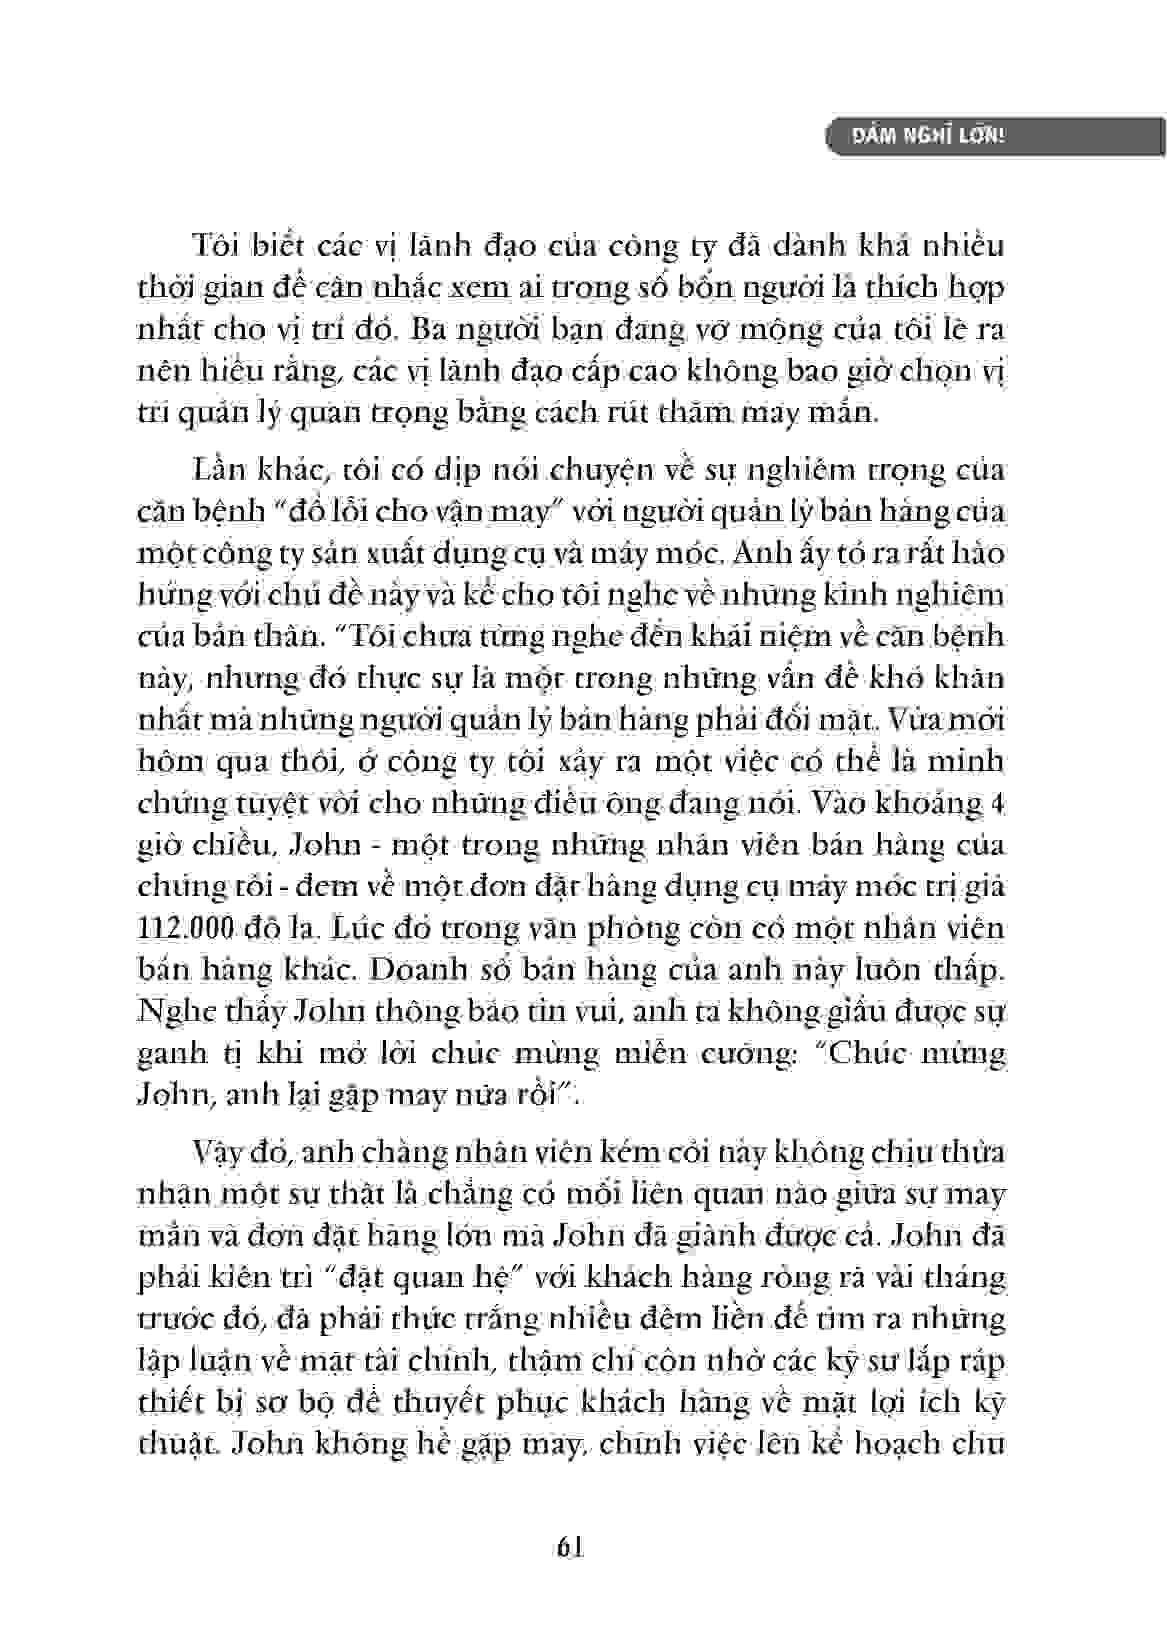 DÁM NGHĨ LỚN!
Tôi biết các vị lãnh đạo của công ty đã dành khá nhiều
thời gian để cân nhắc xem ai trong số bốn người là thích hợp
nhất cho vị trí đó. Ba người bạn đang vỡ mộng của tôi lẽ ra
nên hiểu rằng, các vị lãnh đạo cấp cao không bao giờ chọn vị
trí quản lý quan trọng bằng cách rút thăm may mắn.
Lần khác, tôi có dịp nói chuyện về sự nghiêm trọng của
căn bệnh “đổ lỗi cho vận may” với người quản lý bán hàng của
một công ty sản xuất dụng cụ và máy móc. Anh ấy tỏ ra rất hào
hứng với chủ đề này và kể cho tôi nghe về những kinh nghiệm
của bản thân. “Tôi chưa từng nghe đến khái niệm về căn bệnh
này, nhưng đó thực sự là một trong những vấn đề khó khăn
nhất mà những người quản lý bán hàng phải đối mặt. Vừa mới
hôm qua thôi, ở công ty tôi xảy ra một việc có thể là minh
chứng tuyệt vời cho những điều ông đang nói. Vào khoảng 4
giờ chiều, John - một trong những nhân viên bán hàng của
chúng tôi - đem về một đơn đặt hàng dụng cụ máy móc trị giá
112.000 đô la. Lúc đó trong văn phòng còn có một nhân viên
bán hàng khác. Doanh số bán hàng của anh này luôn thấp.
Nghe thấy John thông báo tin vui, anh ta không giấu được sự
ganh tị khi mở lời chúc mừng miễn cưỡng: “Chúc mừng
John, anh lại gặp may nữa rồi”.
Vậy đó, anh chàng nhân viên kém cỏi này không chịu thừa
nhận một sự thật là chẳng có mối liên quan nào giữa sự may
mắn và đơn đặt hàng lớn mà John đã giành được cả. John đã
phải kiên trì “đặt quan hệ” với khách hàng ròng rã vài tháng
trước đó, đã phải thức trắng nhiều đêm liền để tìm ra những
lập luận về mặt tài chính, thậm chí còn nhờ các kỹ sư lắp ráp
thiết bị sơ bộ để thuyết phục khách hàng về mặt lợi ích kỹ
thuật. John không hề gặp may, chính việc lên kế hoạch chu
61